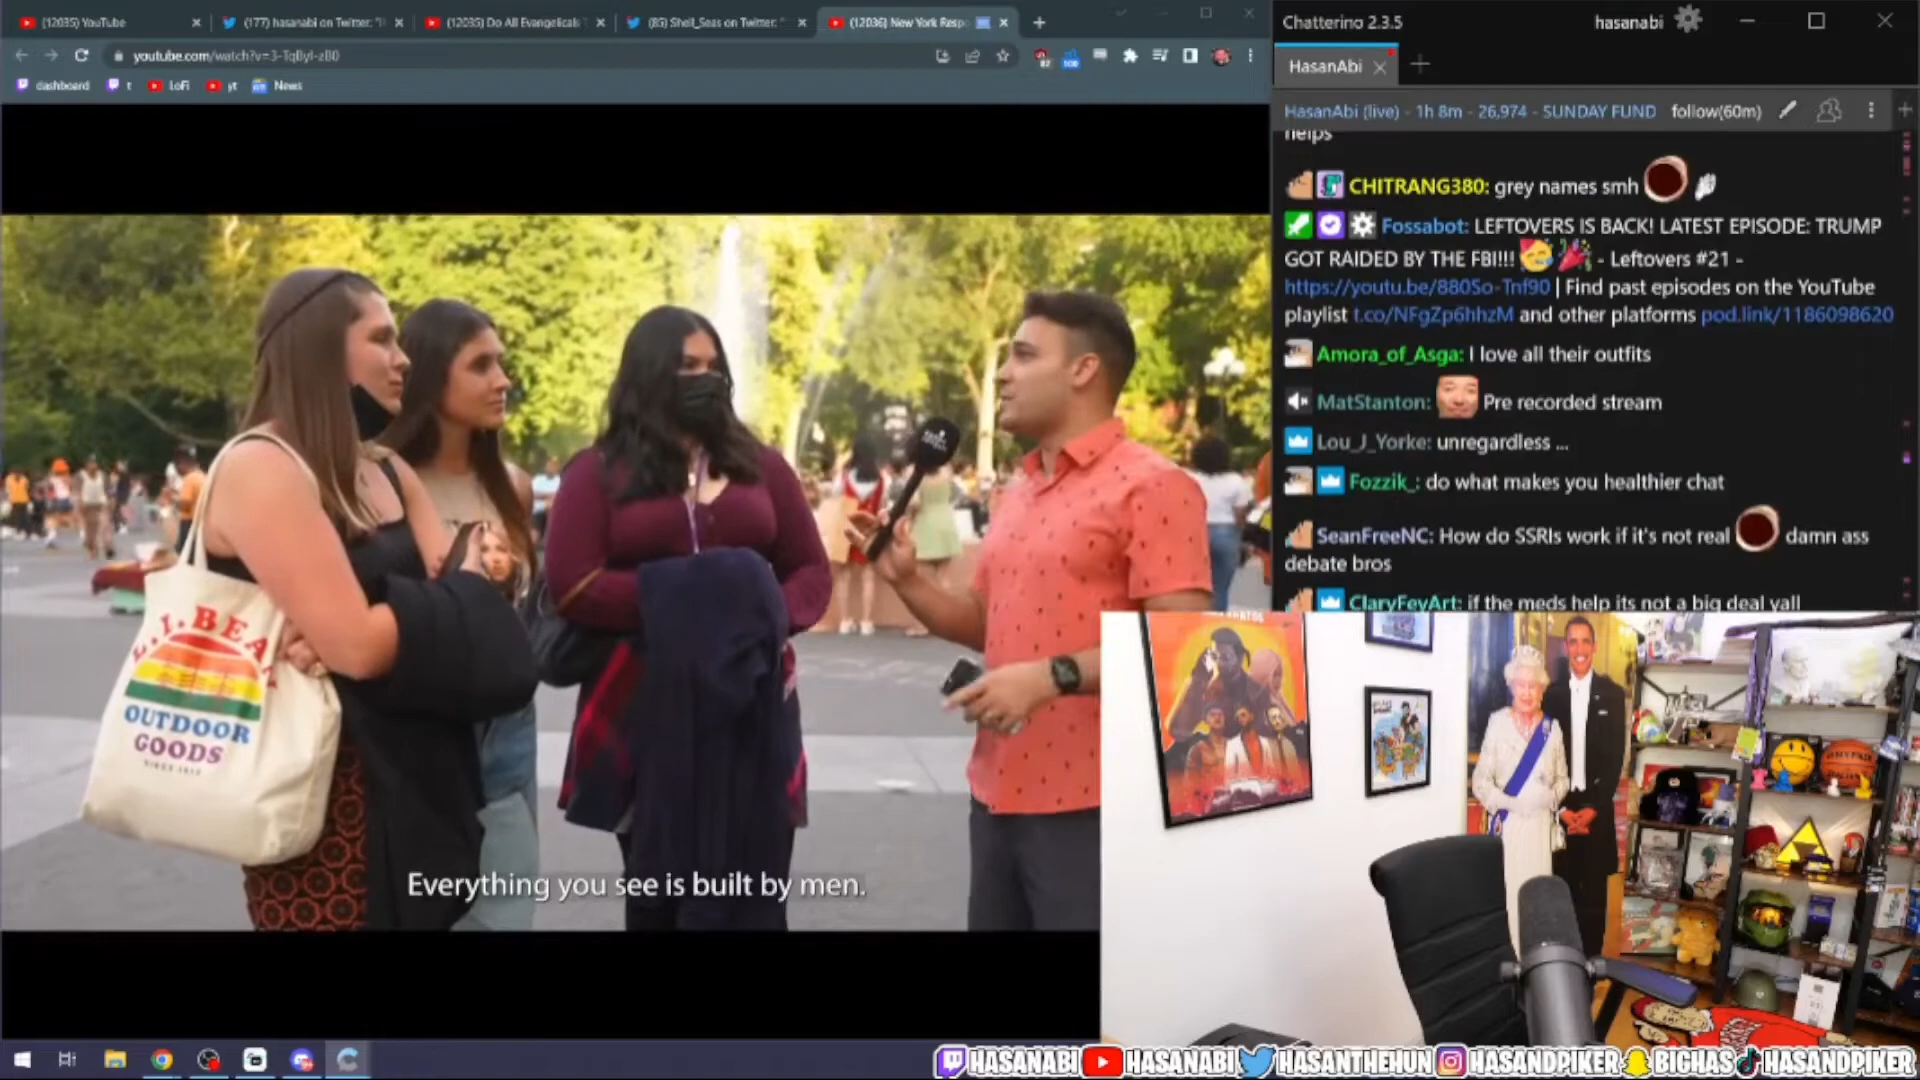 (12035) YouTube
(177) hasanabi on Twitter:
(12035) Do All Evangelicals
(85) Shell_Seas on Twitter: "
(12036) New York Resp
youtube.com/watch?v=3-TqByl-zB0
dashboard
t
LoFi
yt
News
Chatterino 2.3.5
hasanabi
HasanAbi
HasanAbi (live) - 1h 8m - 26,974 - SUNDAY FUND
follow(60m)
helps
CHITRANG380: grey names smh
Fossabot: LEFTOVERS IS BACK! LATEST EPISODE: TRUMP
GOT RAIDED BY THE FBI!!! - Leftovers #21 -
https://youtu.be/880So-Tnf90 | Find past episodes on the YouTube
playlist t.co/NFgZp6hhzM and other platforms pod.link/1186098620
Amora_of_Asga: I love all their outfits
MatStanton: Pre recorded stream
Lou_J_Yorke: unregardless ...
Fozzik_: do what makes you healthier chat
SeanFreeNC: How do SSRIs work if it's not real damn ass
debate bros
ClaryFeyArt: if the meds help its not a big deal yall
OUTDOOR
GOODS
Everything you see is built by men.
HASANABI HASANABI HASANTHEHUN HASANDPIKER BIGHAS HASANDPIKER